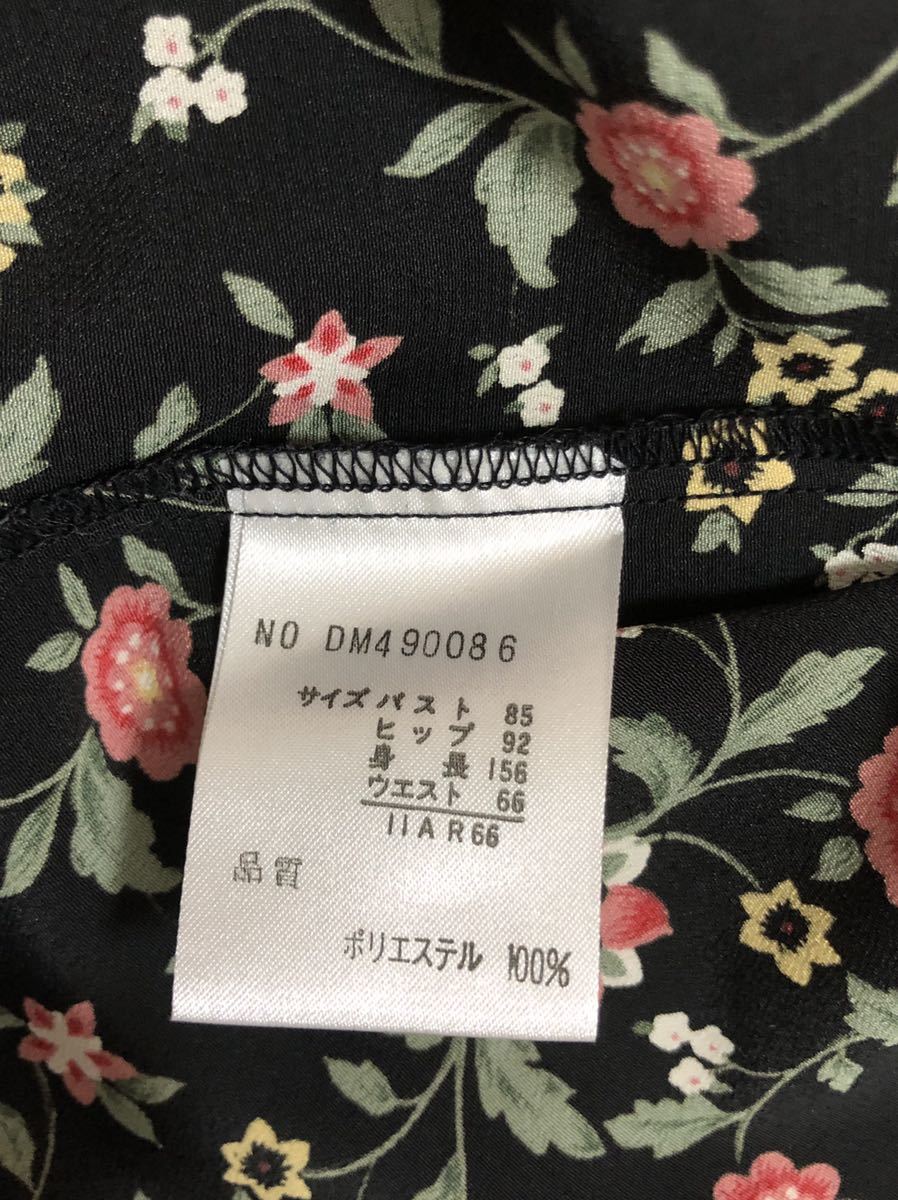 NO DM490086
サイズ バスト 85
ヒップ 92
身長 156
ウエスト 66
11AR66
品質
ポリエステル 100%